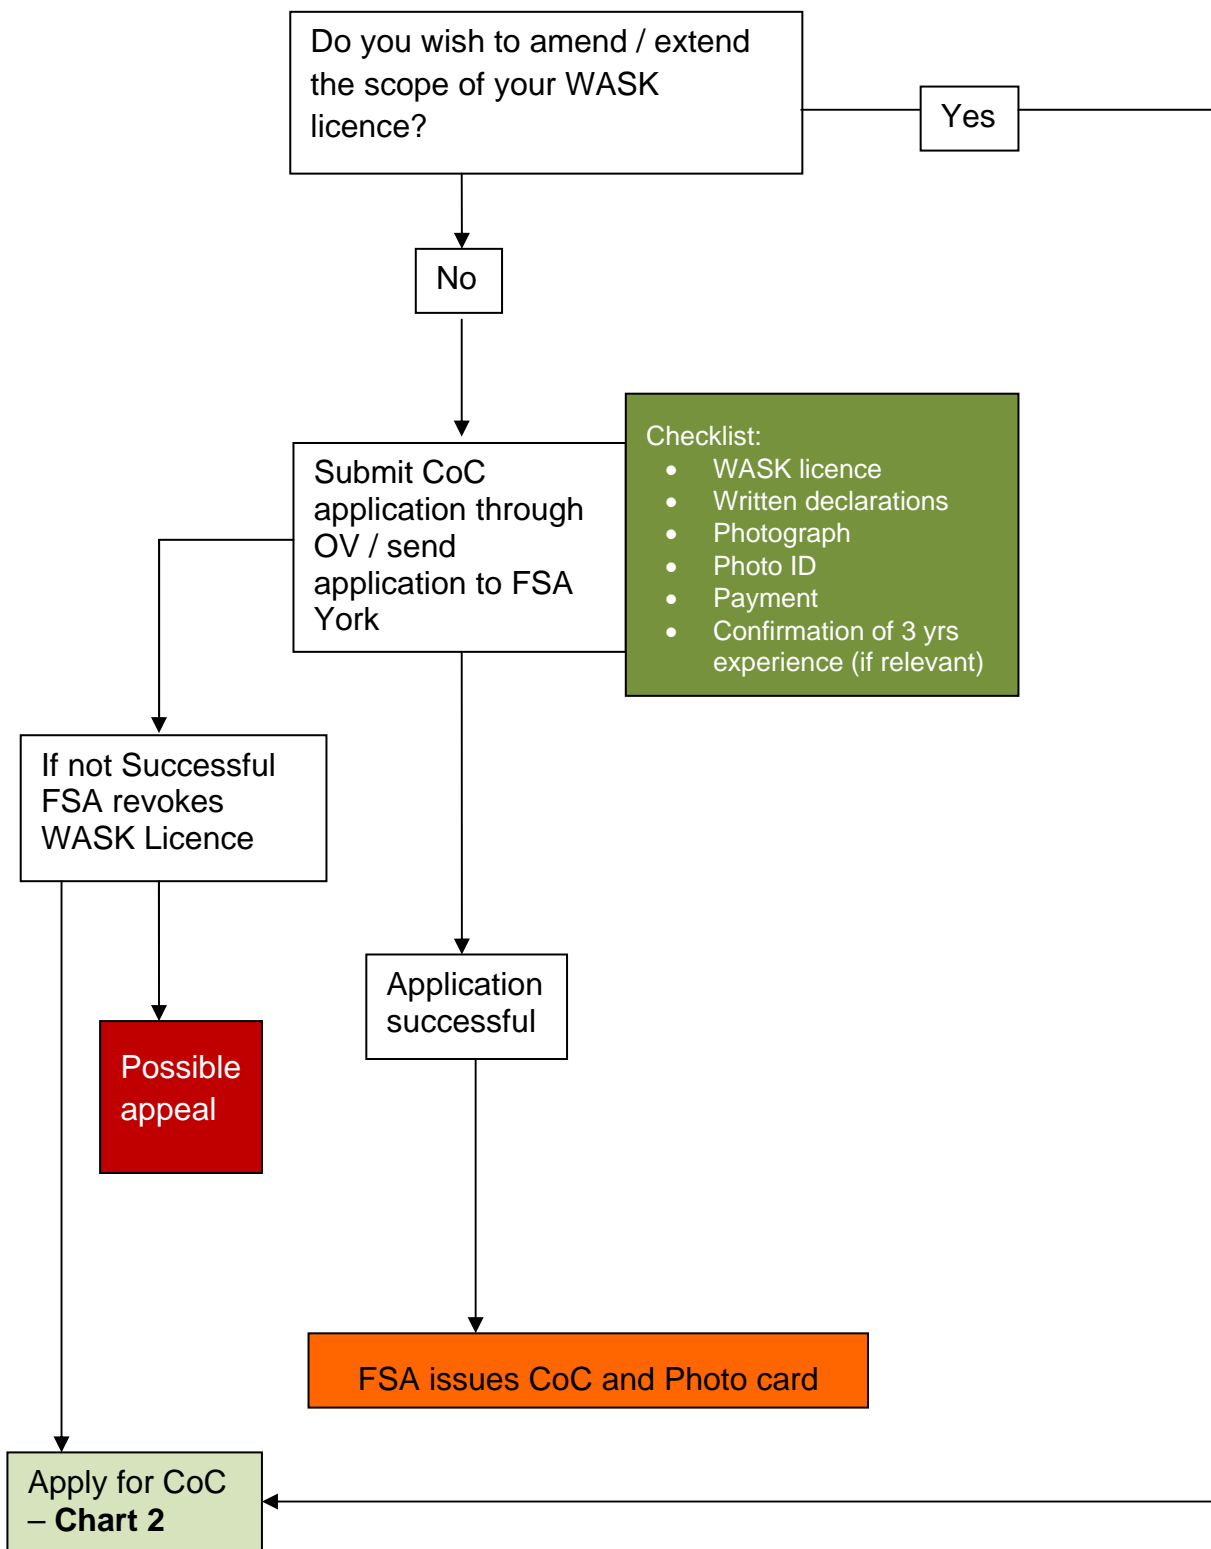 Do you wish to amend / extend
the scope of your WASK
licence?
Yes
No
Submit CoC
application through
OV / send
application to FSA
York
Checklist:
• WASK licence
• Written declarations
• Photograph
• Photo ID
• Payment
• Confirmation of 3 yrs
experience (if relevant)
If not Successful
FSA revokes
WASK Licence
Application
successful
Possible
appeal
FSA issues CoC and Photo card
Apply for CoC
– Chart 2